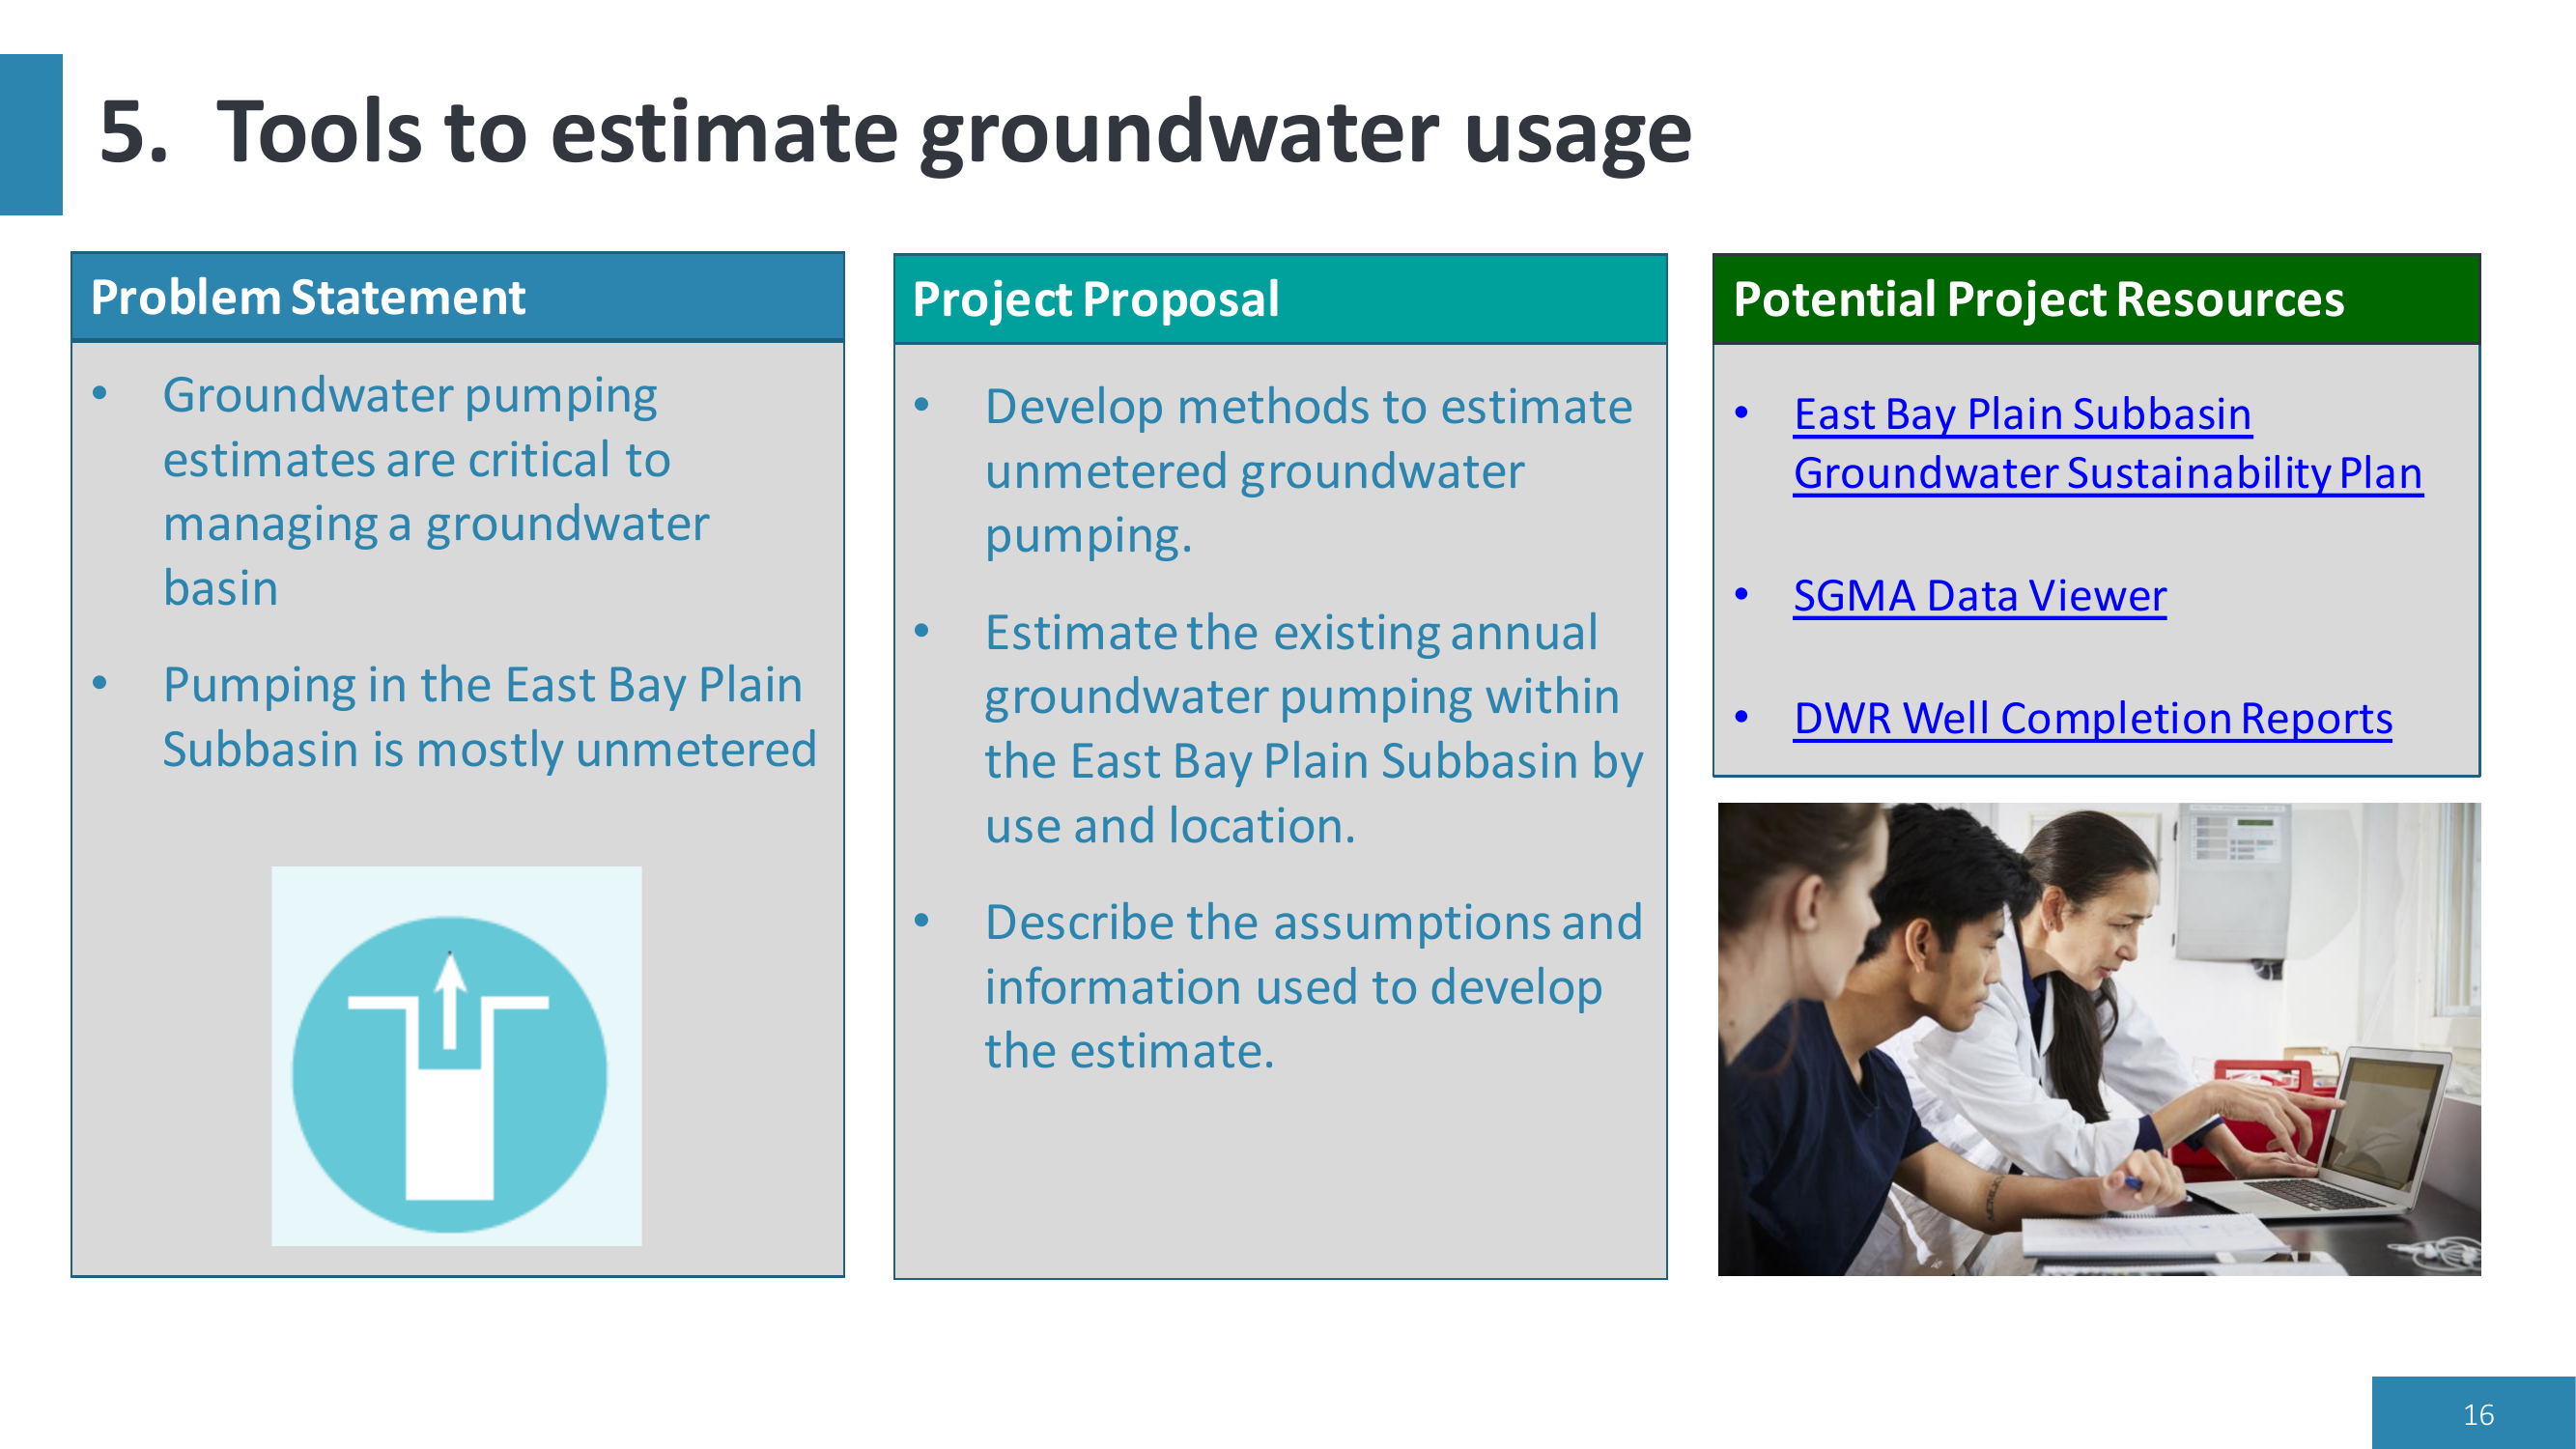 5. Tools to estimate groundwater usage
Problem Statement
• Groundwater pumping
estimates are critical to
managing a groundwater
basin
• Pumping in the East Bay Plain
Subbasin is mostly unmetered
Project Proposal
• Develop methods to estimate
unmetered groundwater
pumping.
• Estimate the existing annual
groundwater pumping within
the East Bay Plain Subbasin by
use and location.
• Describe the assumptions and
information used to develop
the estimate.
Potential Project Resources
• East Bay Plain Subbasin
Groundwater Sustainability Plan
• SGMA Data Viewer
• DWR Well Completion Reports
16